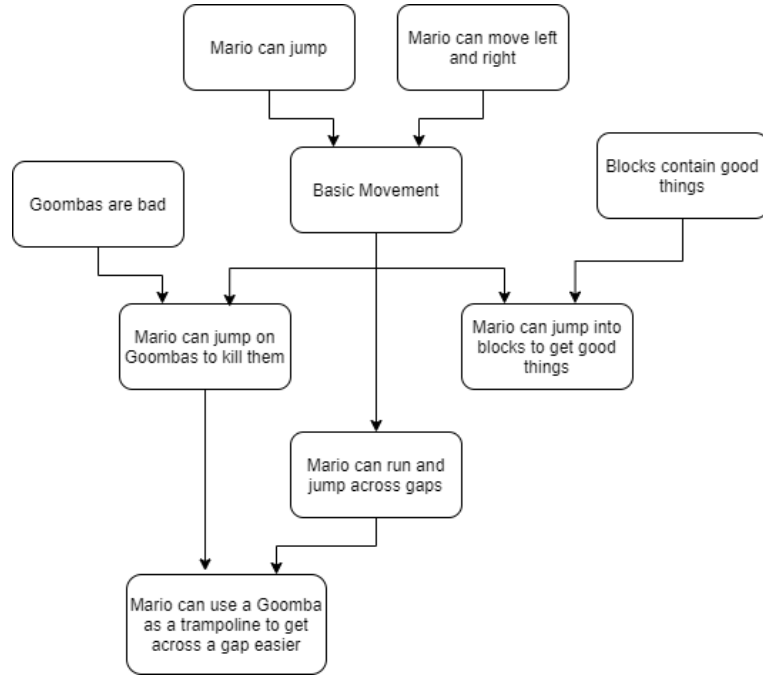 Mario can jump
Mario can move left
and right
Basic Movement
Blocks contain good
things
Goombas are bad
Mario can jump on
Goombas to kill them
Mario can jump into
blocks to get good
things
Mario can run and
jump across gaps
Mario can use a Goomba
as a trampoline to get
across a gap easier